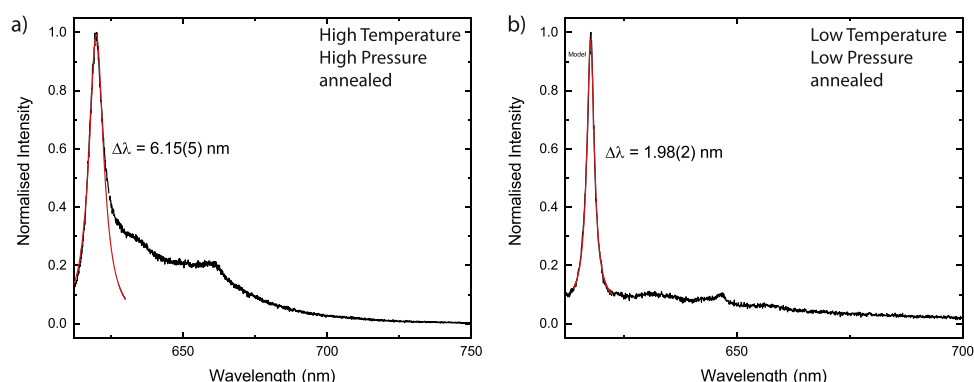 a)
High Temperature
High Pressure
annealed
Δλ = 6.15(5) nm
Normalised Intensity
1.0
0.8
0.6
0.4
0.2
0.0
650
700
750
Wavelength (nm)
b)
Low Temperature
Low Pressure
annealed
Model
Δλ = 1.98(2) nm
Normalised Intensity
1.0
0.8
0.6
0.4
0.2
0.0
650
700
Wavelength (nm)